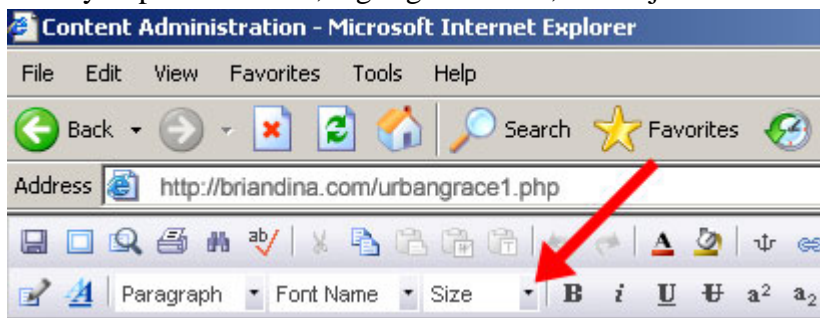 Content Administration - Microsoft Internet Explorer
File Edit View Favorites Tools Help
Back Search Favorites
Address http://briandina.com/urbangrace1.php
ab
A
A Paragraph Font Name Size B i U U a² a₂